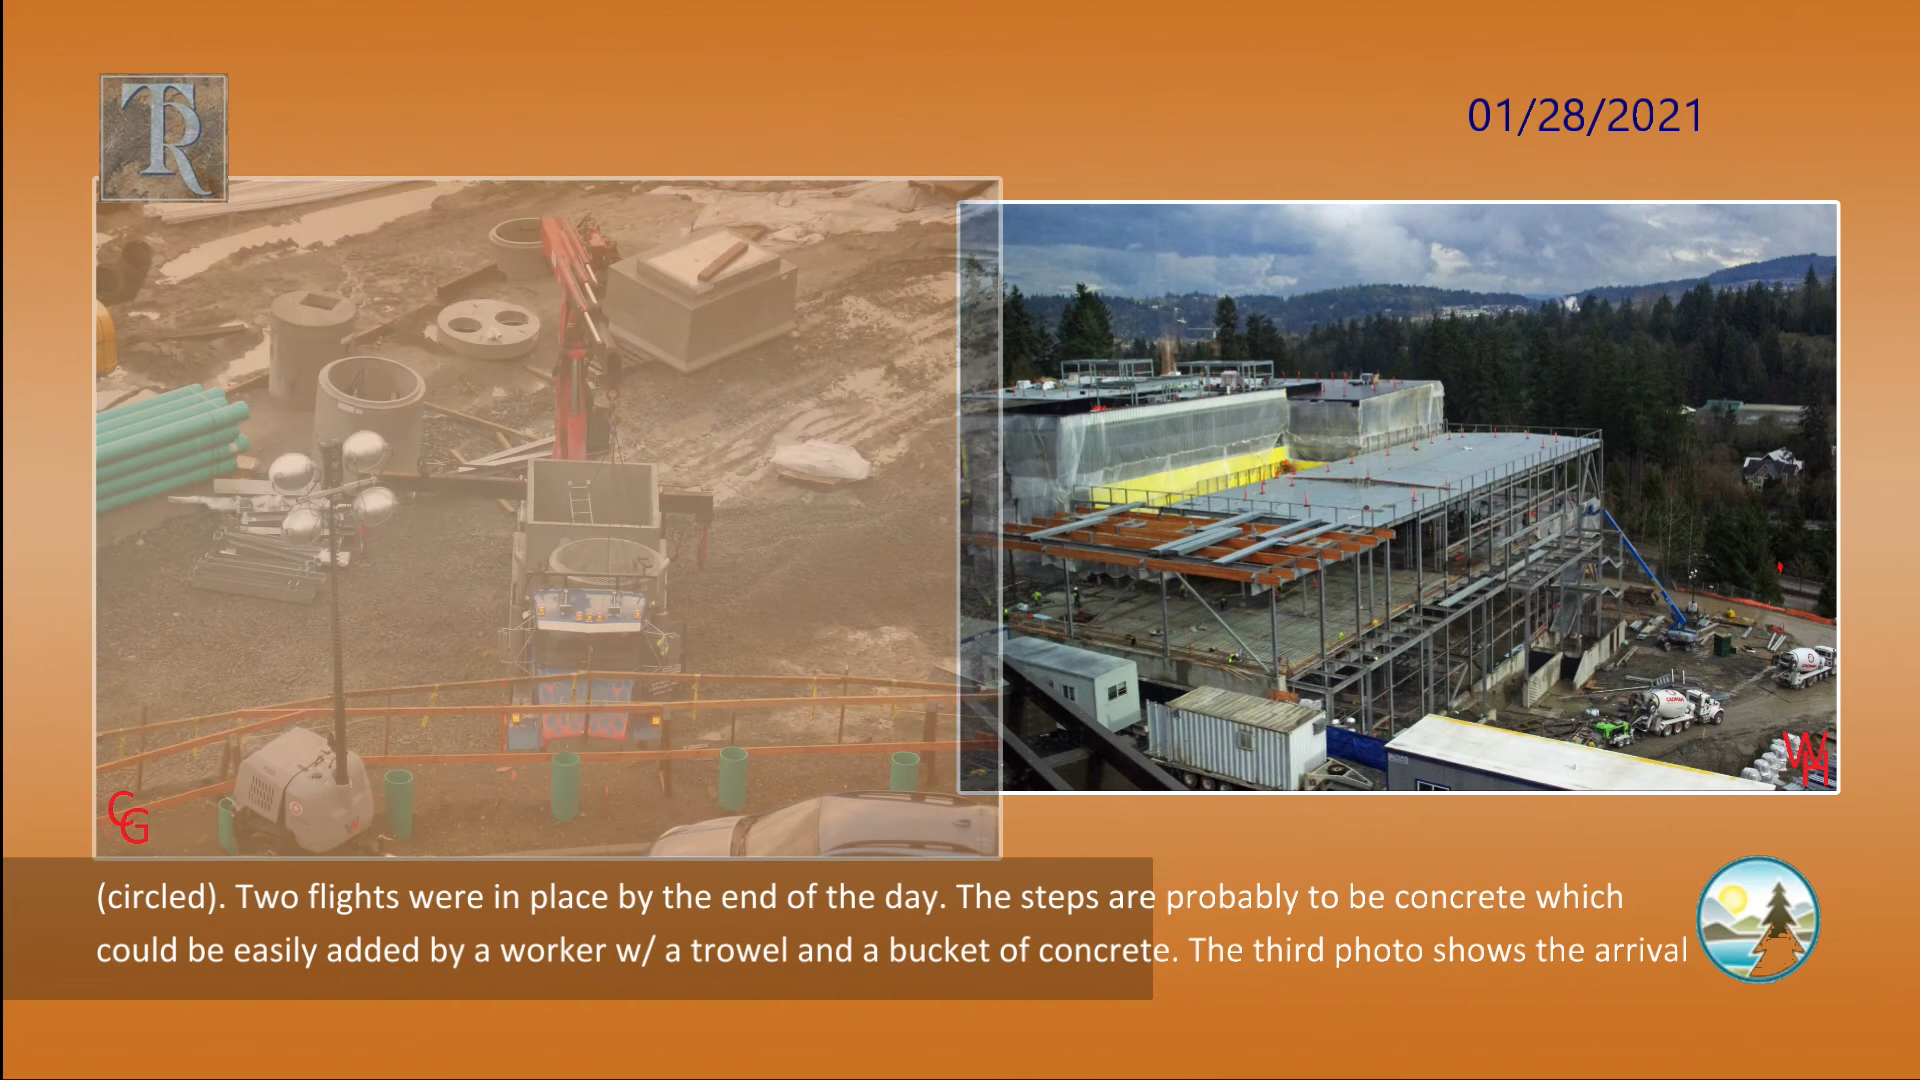 TR
01/28/2021
CG
WH
(circled). Two flights were in place by the end of the day. The steps are probably to be concrete which
could be easily added by a worker w/ a trowel and a bucket of concrete. The third photo shows the arrival